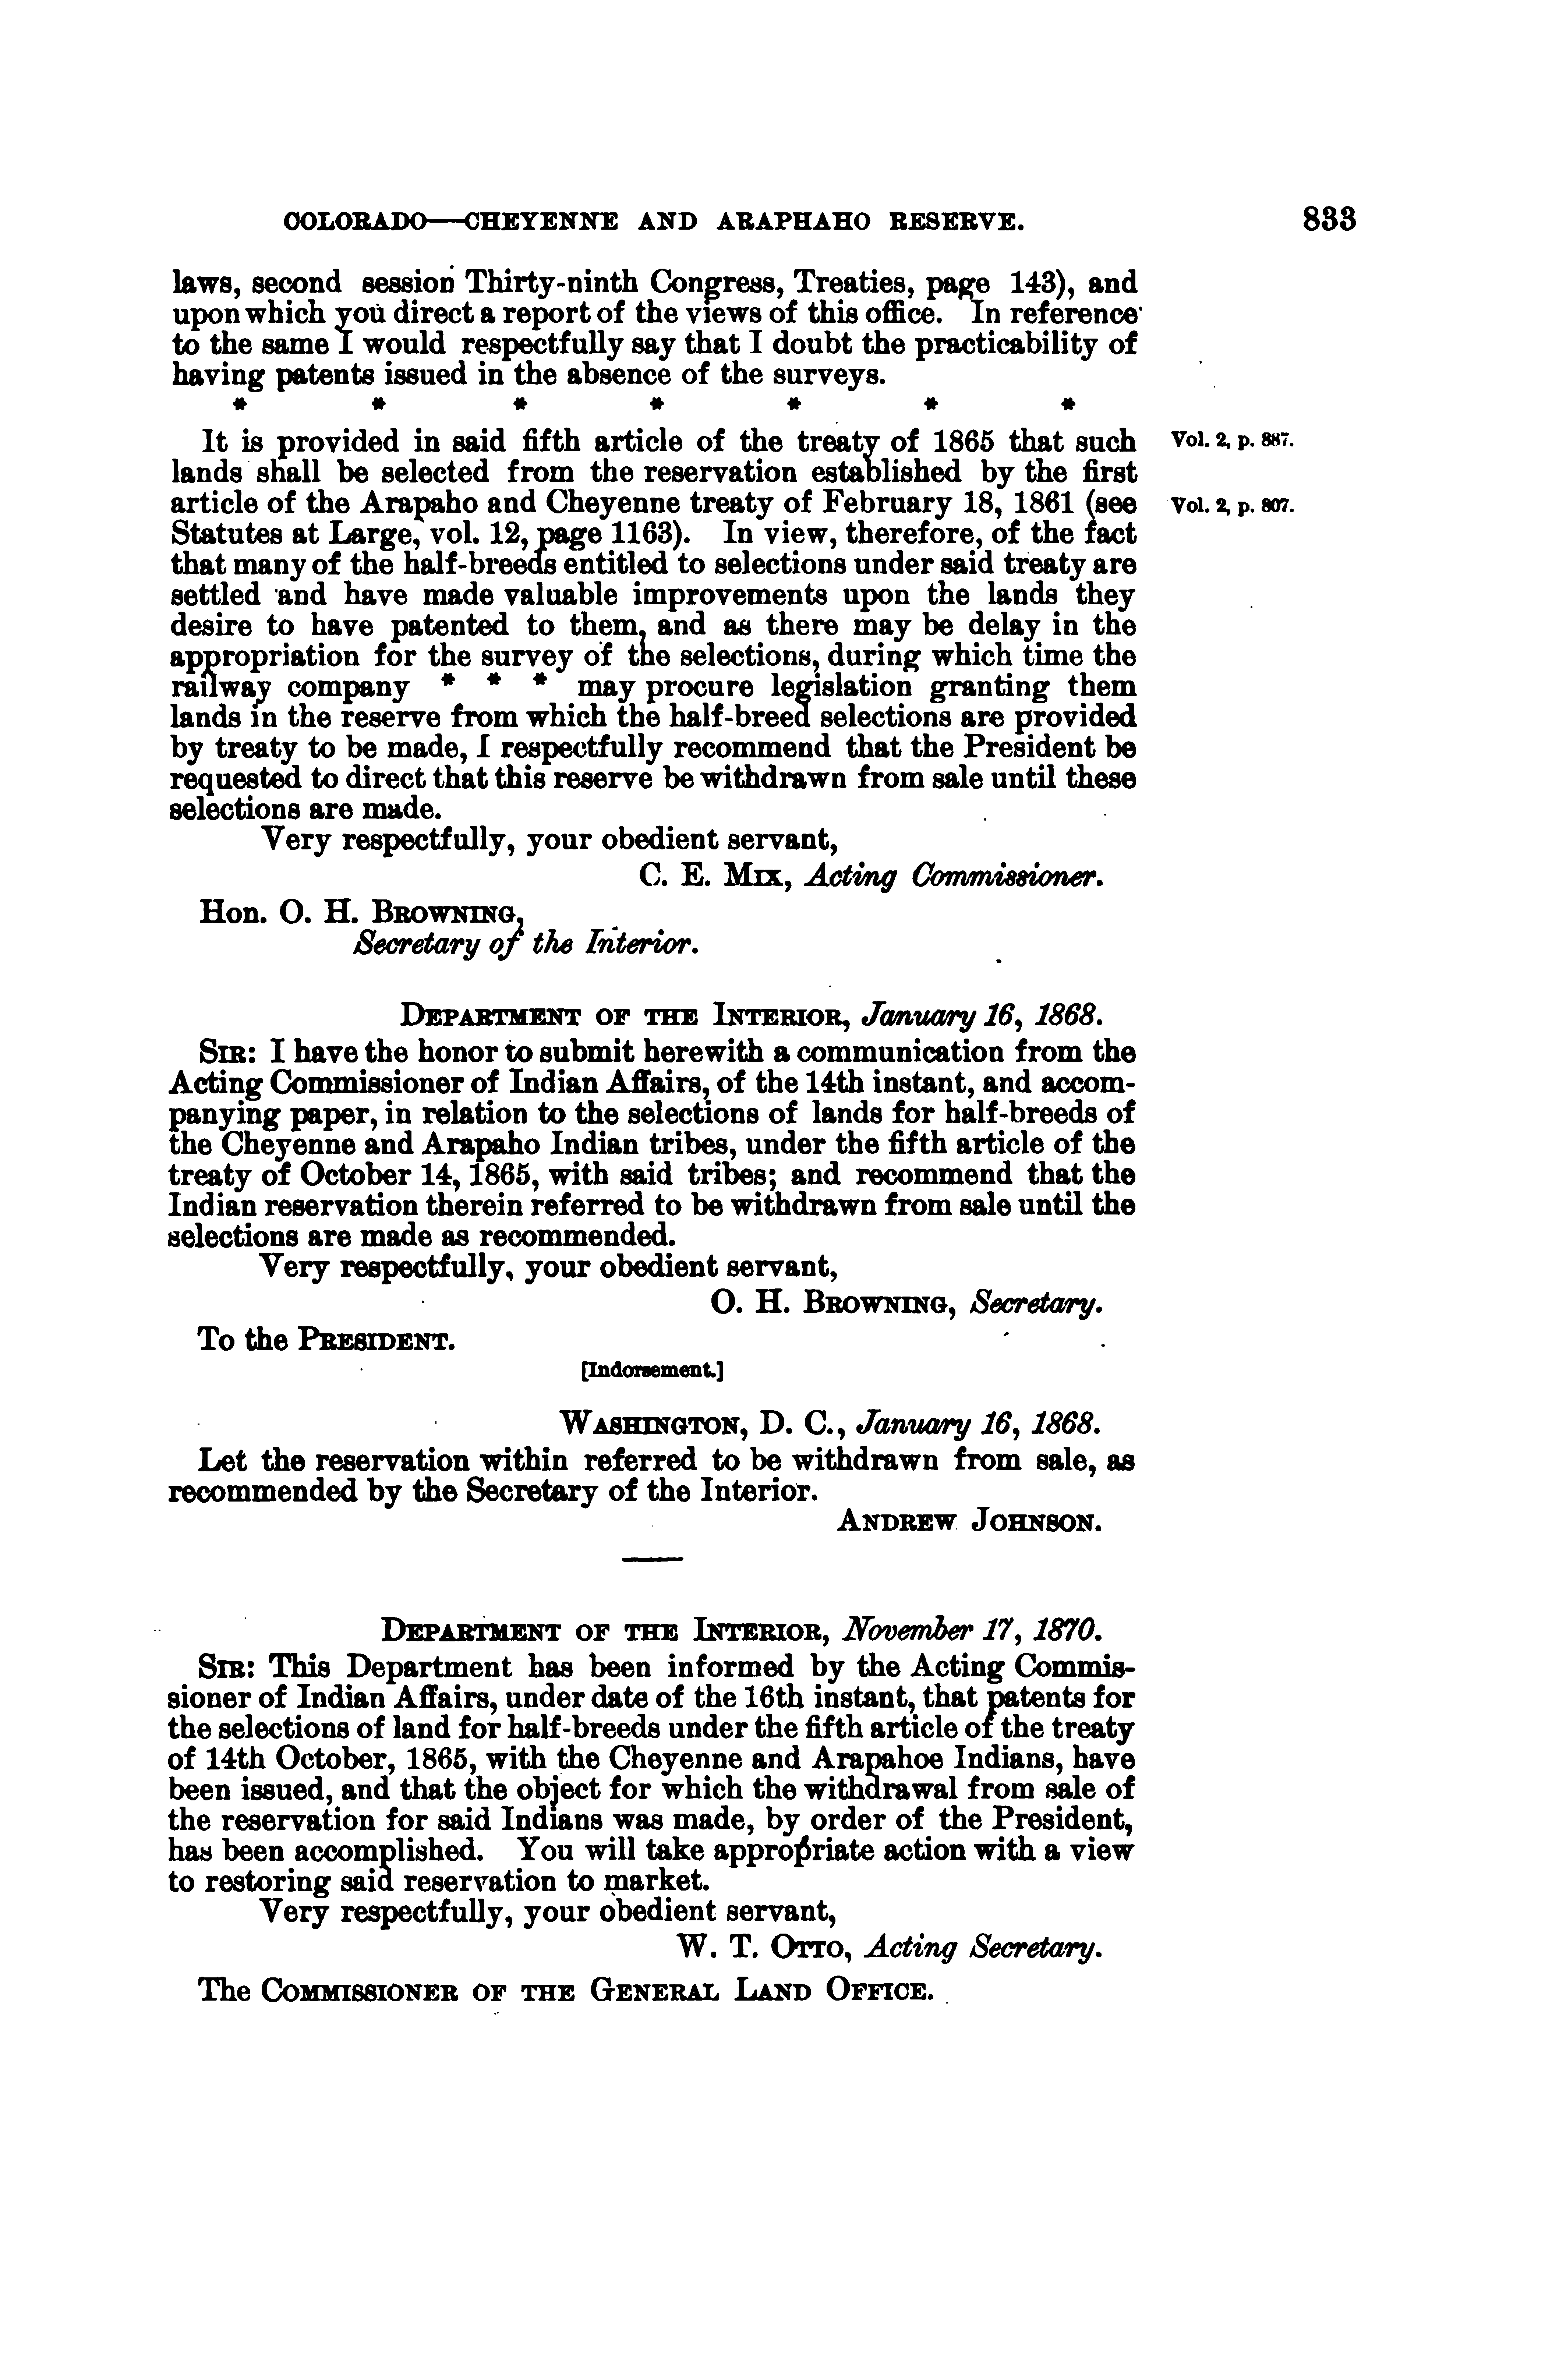 COLORADO—CHEYENNE AND ARAPHAHO RESERVE. 833
laws, second session Thirty-ninth Congress, Treaties, page 143), and
upon which you direct a report of the views of this office. In reference
to the same I would respectfully say that I doubt the practicability of
having patents issued in the absence of the surveys.
* * * * * * *
It is provided in said fifth article of the treaty of 1865 that such Vol. 2, p. 887.
lands shall be selected from the reservation established by the first
article of the Arapaho and Cheyenne treaty of February 18, 1861 (see Vol. 2, p. 807.
Statutes at Large, vol. 12, page 1163). In view, therefore, of the fact
that many of the half-breeds entitled to selections under said treaty are
settled and have made valuable improvements upon the lands they
desire to have patented to them, and as there may be delay in the
appropriation for the survey of the selections, during which time the
railway company * * * may procure legislation granting them
lands in the reserve from which the half-breed selections are provided
by treaty to be made, I respectfully recommend that the President be
requested to direct that this reserve be withdrawn from sale until these
selections are made.
Very respectfully, your obedient servant,
C. E. MIX, Acting Commissioner.
Hon. O. H. BROWNING,
Secretary of the Interior.
DEPARTMENT OF THE INTERIOR, January 16, 1868.
SIR: I have the honor to submit herewith a communication from the
Acting Commissioner of Indian Affairs, of the 14th instant, and accom-
panying paper, in relation to the selections of lands for half-breeds of
the Cheyenne and Arapaho Indian tribes, under the fifth article of the
treaty of October 14, 1865, with said tribes; and recommend that the
Indian reservation therein referred to be withdrawn from sale until the
selections are made as recommended.
Very respectfully, your obedient servant,
O. H. BROWNING, Secretary.
To the PRESIDENT.
[Indorsement.]
WASHINGTON, D. C., January 16, 1868.
Let the reservation within referred to be withdrawn from sale, as
recommended by the Secretary of the Interior.
ANDREW JOHNSON.
DEPARTMENT OF THE INTERIOR, November 17, 1870.
SIR: This Department has been informed by the Acting Commis-
sioner of Indian Affairs, under date of the 16th instant, that patents for
the selections of land for half-breeds under the fifth article of the treaty
of 14th October, 1865, with the Cheyenne and Arapahoe Indians, have
been issued, and that the object for which the withdrawal from sale of
the reservation for said Indians was made, by order of the President,
has been accomplished. You will take appropriate action with a view
to restoring said reservation to market.
Very respectfully, your obedient servant,
W. T. OTTO, Acting Secretary.
The COMMISSIONER OF THE GENERAL LAND OFFICE.